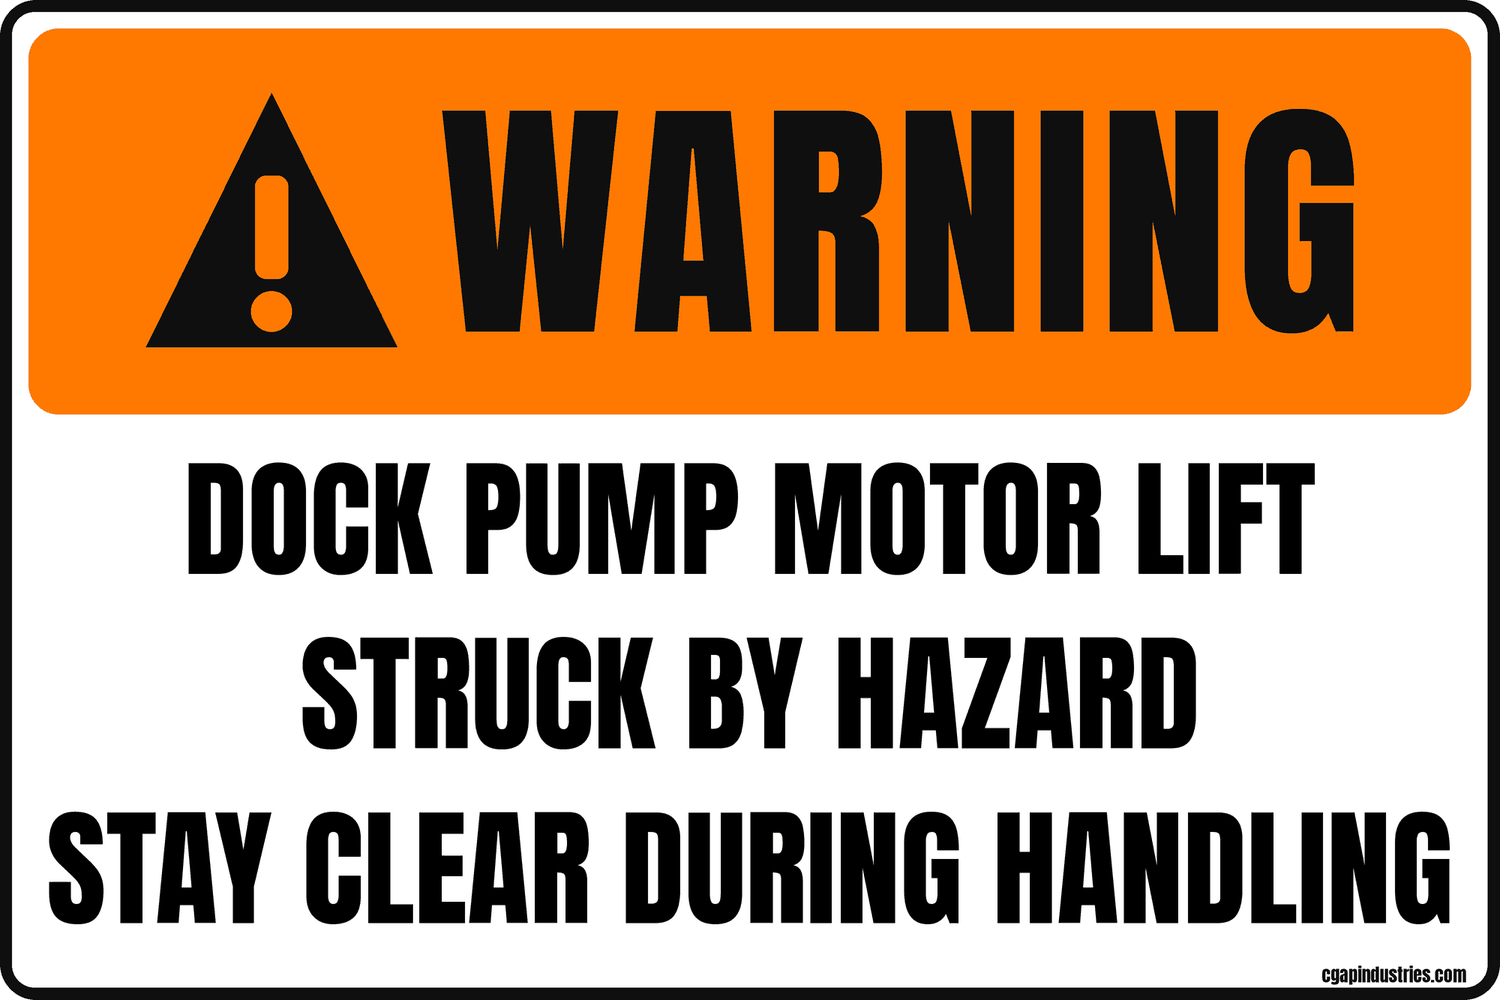 WARNING
DOCK PUMP MOTOR LIFT
STRUCK BY HAZARD
STAY CLEAR DURING HANDLING
cgapindustries.com